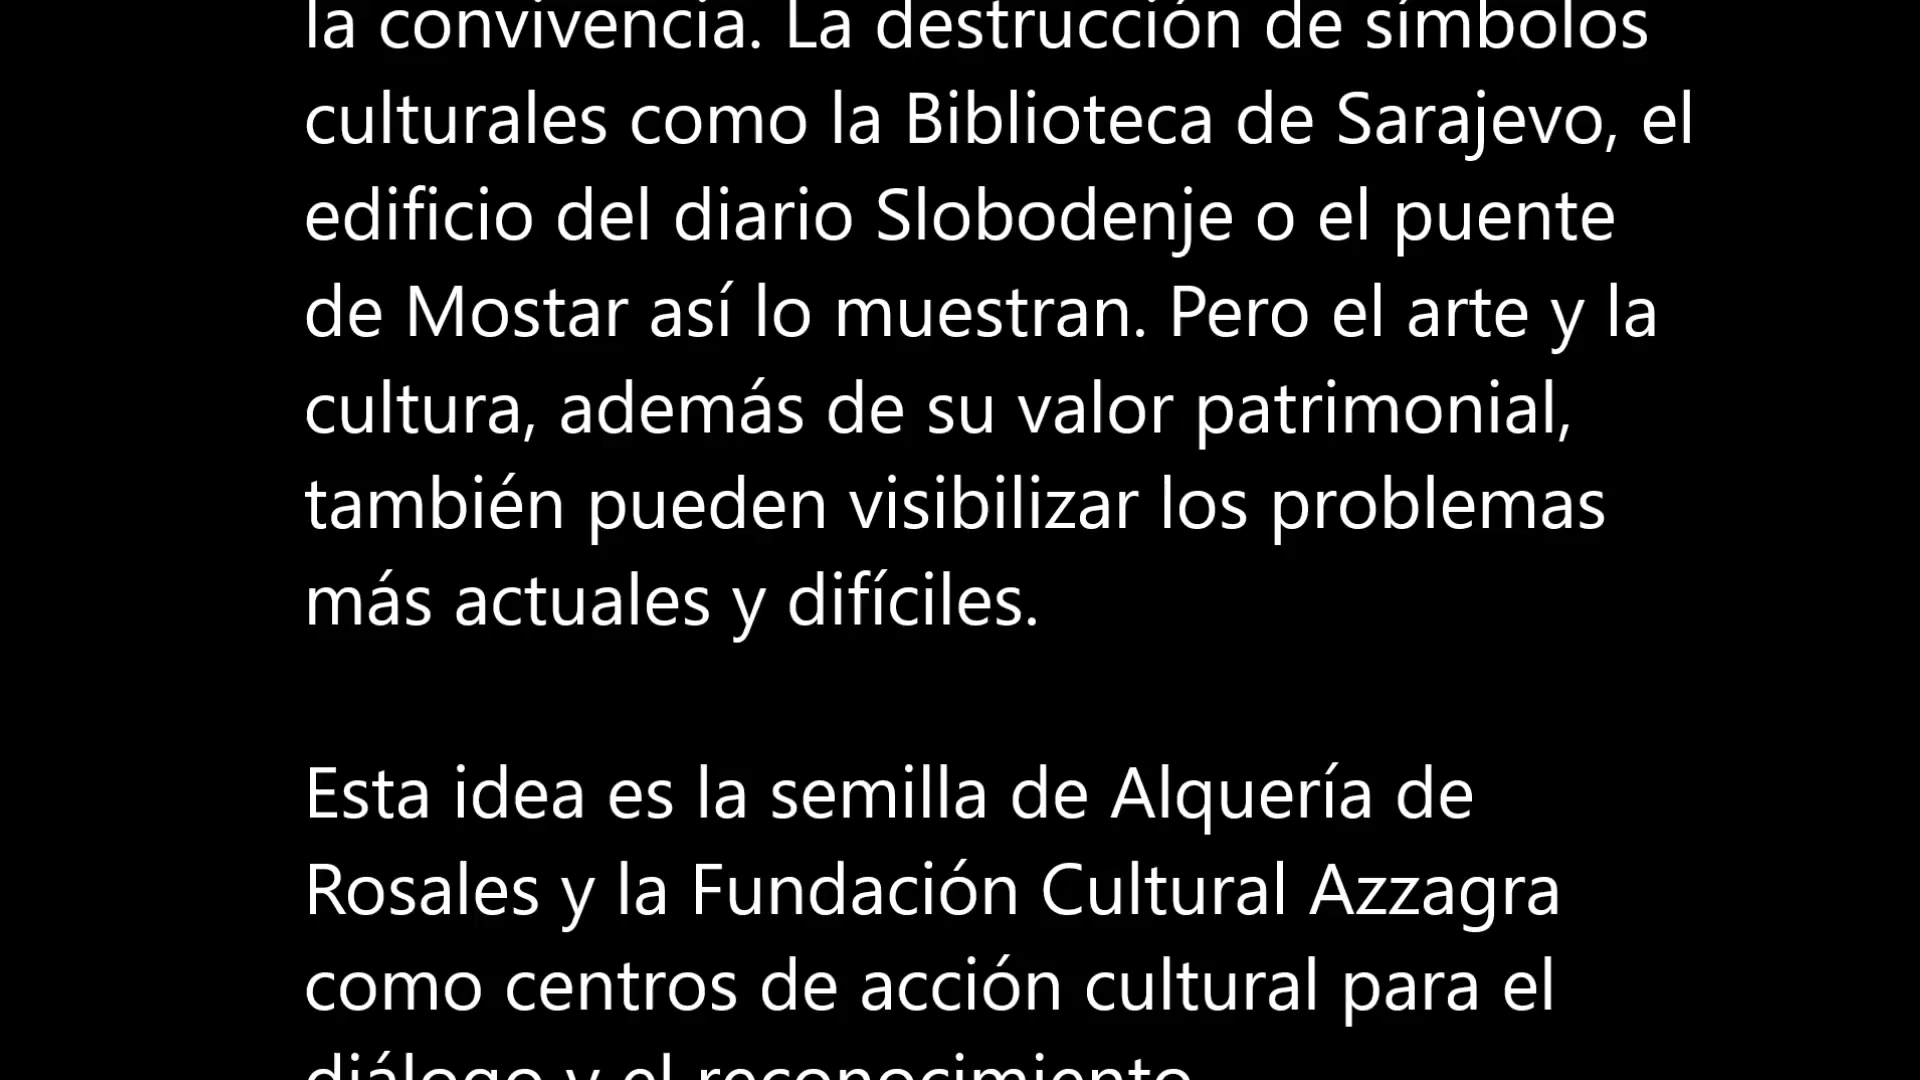 la convivencia. La destrucción de símbolos
culturales como la Biblioteca de Sarajevo, el
edificio del diario Slobodenje o el puente
de Mostar así lo muestran. Pero el arte y la
cultura, además de su valor patrimonial,
también pueden visibilizar los problemas
más actuales y difíciles.
Esta idea es la semilla de Alquería de
Rosales y la Fundación Cultural Azzagra
como centros de acción cultural para el
diálogo y el reconocimiento